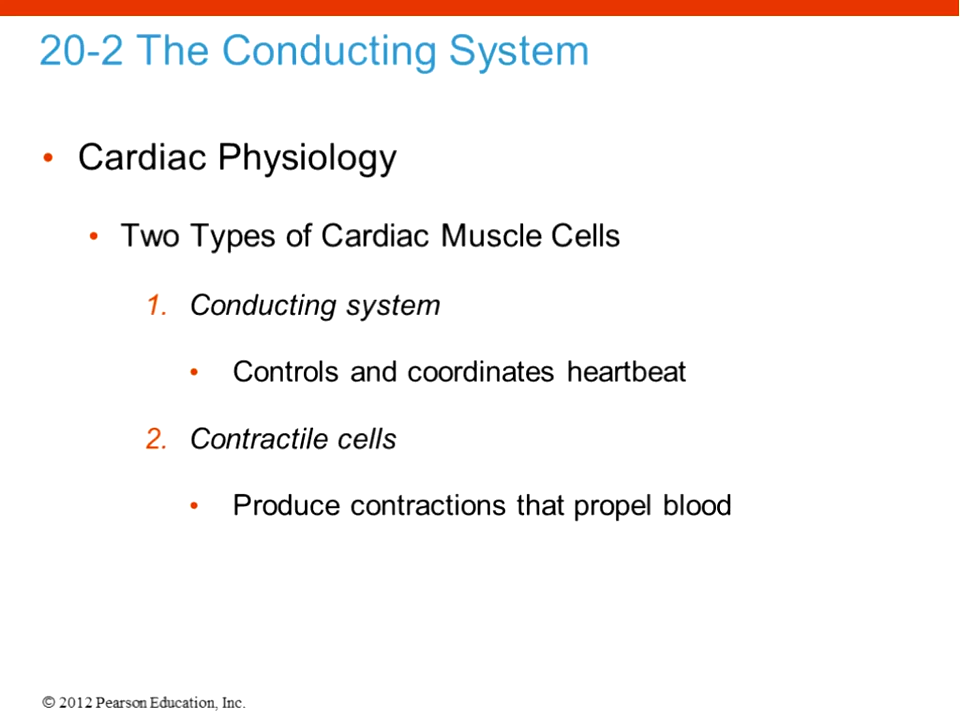 20-2 The Conducting System
• Cardiac Physiology
• Two Types of Cardiac Muscle Cells
1. Conducting system
• Controls and coordinates heartbeat
2. Contractile cells
• Produce contractions that propel blood
© 2012 Pearson Education, Inc.